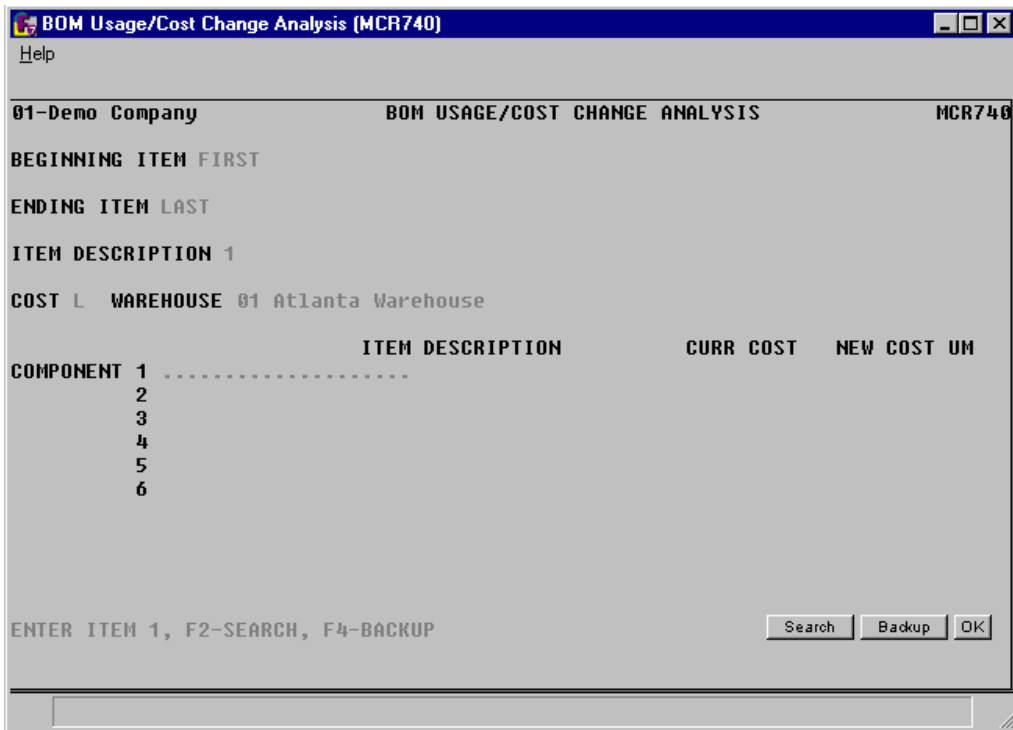 BOM Usage/Cost Change Analysis (MCR740)
Help
01-Demo Company BOM USAGE/COST CHANGE ANALYSIS MCR740
BEGINNING ITEM FIRST
ENDING ITEM LAST
ITEM DESCRIPTION 1
COST L WAREHOUSE 01 Atlanta Warehouse
ITEM DESCRIPTION CURR COST NEW COST UM
COMPONENT 1 .....................
2
3
4
5
6
ENTER ITEM 1, F2-SEARCH, F4-BACKUP Search Backup OK